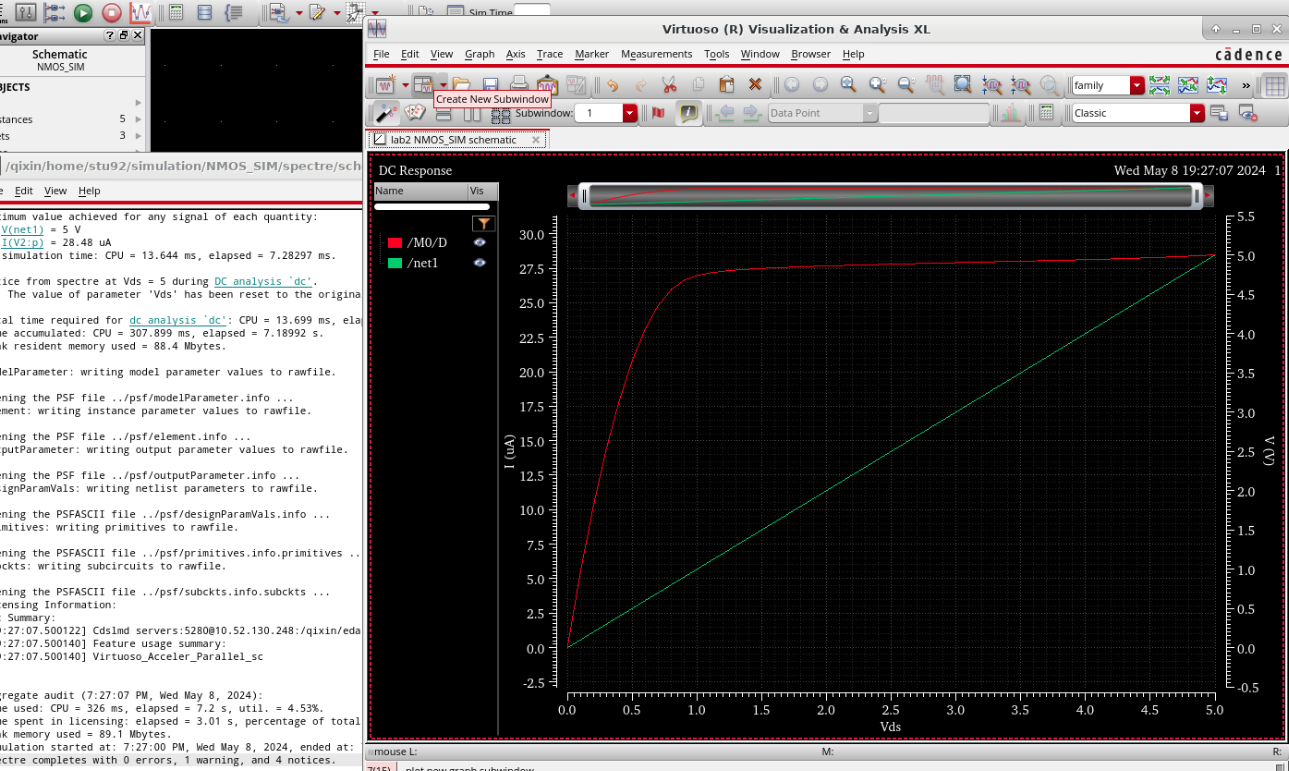 Sim Time
avigator
Schematic
NMOS_SIM
BJECTS
stances 5
ets 3
/qixin/home/stu92/simulation/NMOS_SIM/spectre/sch
e Edit View Help
ximum value achieved for any signal of each quantity:
V(net1) = 5 V
I(V2:p) = 28.48 uA
simulation time: CPU = 13.644 ms, elapsed = 7.28297 ms.
ice from spectre at Vds = 5 during DC analysis `dc'.
The value of parameter 'Vds' has been reset to the origina
al time required for dc analysis `dc': CPU = 13.699 ms, elap
me accumulated: CPU = 307.899 ms, elapsed = 7.18992 s.
ak resident memory used = 88.4 Mbytes.
delParameter: writing model parameter values to rawfile.
ening the PSF file ../psf/modelParameter.info ...
ement: writing instance parameter values to rawfile.
ening the PSF file ../psf/element.info ...
tputParameter: writing output parameter values to rawfile.
ening the PSF file ../psf/outputParameter.info ...
signParamVals: writing netlist parameters to rawfile.
ening the PSFASCII file ../psf/designParamVals.info ...
imitives: writing primitives to rawfile.
ening the PSFASCII file ../psf/primitives.info.primitives ..
bckts: writing subcircuits to rawfile.
ening the PSFASCII file ../psf/subckts.info.subckts ...
censing Information:
t Summary:
9:27:07.500122] Cdslmd servers:5280@10.52.130.248:/qixin/eda
9:27:07.500140] Feature usage summary:
9:27:07.500140] Virtuoso_Acceler_Parallel_sc
gregate audit (7:27:07 PM, Wed May 8, 2024):
me used: CPU = 326 ms, elapsed = 7.2 s, util. = 4.53%.
me spent in licensing: elapsed = 3.01 s, percentage of total
ak memory used = 89.1 Mbytes.
mulation started at: 7:27:00 PM, Wed May 8, 2024, ended at:
ectre completes with 0 errors, 1 warning, and 4 notices.
Virtuoso (R) Visualization & Analysis XL
File Edit View Graph Axis Trace Marker Measurements Tools Window Browser Help
cādence
family
»
Create New Subwindow
Subwindow: 1
Data Point
Classic
lab2 NMOS_SIM schematic
DC Response
Wed May 8 19:27:07 2024 1
Name Vis
/M0/D
/net1
30.0
27.5
25.0
22.5
20.0
17.5
15.0
12.5
10.0
7.5
5.0
2.5
0.0
-2.5
I (uA)
5.5
5.0
4.5
4.0
3.5
3.0
2.5
2.0
1.5
1.0
0.5
0.0
-0.5
V (V)
0.0 0.5 1.0 1.5 2.0 2.5 3.0 3.5 4.0 4.5 5.0
Vds
mouse L: M: R:
7(15) plot new graph subwindow